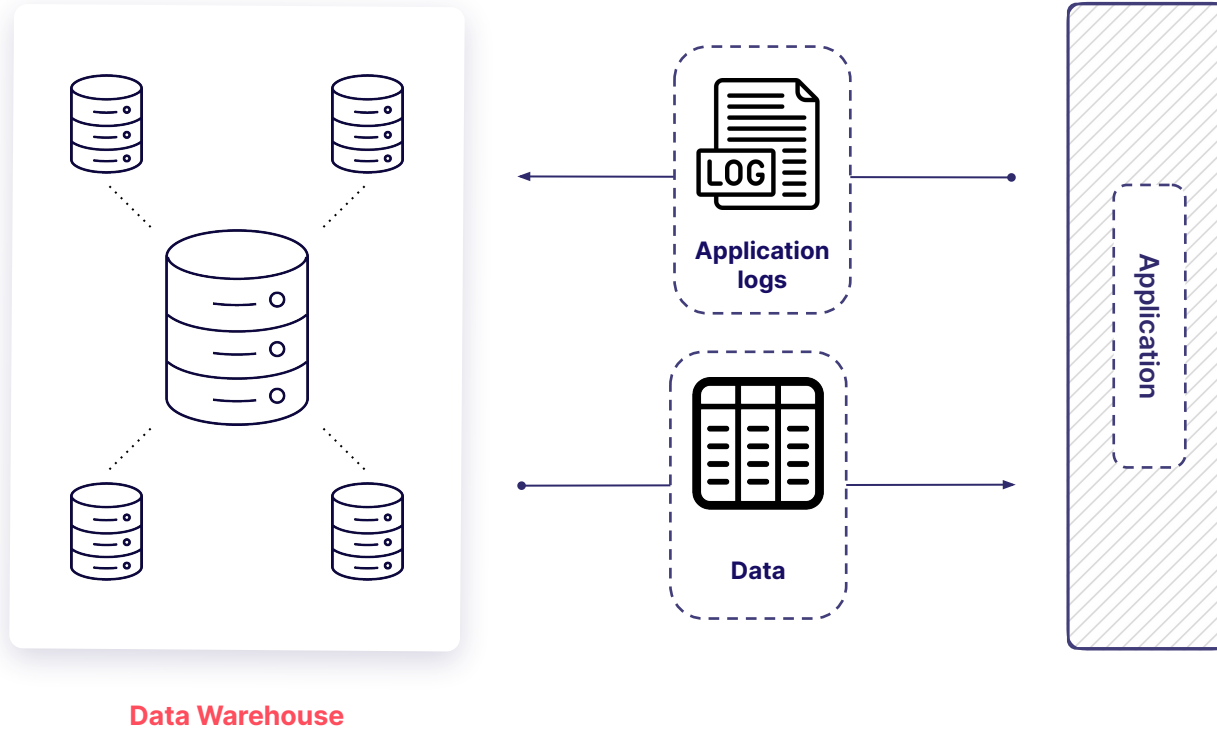 LOG
Application
logs
Application
Data
Data Warehouse